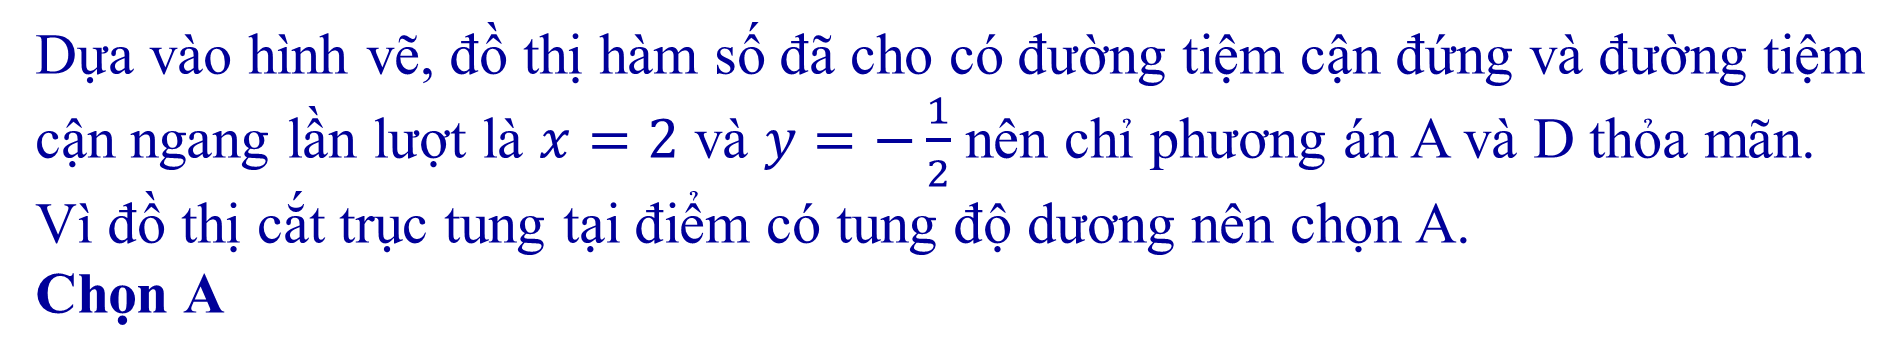 Dựa vào hình vẽ, đồ thị hàm số đã cho có đường tiệm cận đứng và đường tiệm
cận ngang lần lượt là x = 2 và y = −1/2 nên chỉ phương án A và D thỏa mãn.
Vì đồ thị cắt trục tung tại điểm có tung độ dương nên chọn A.
Chọn A